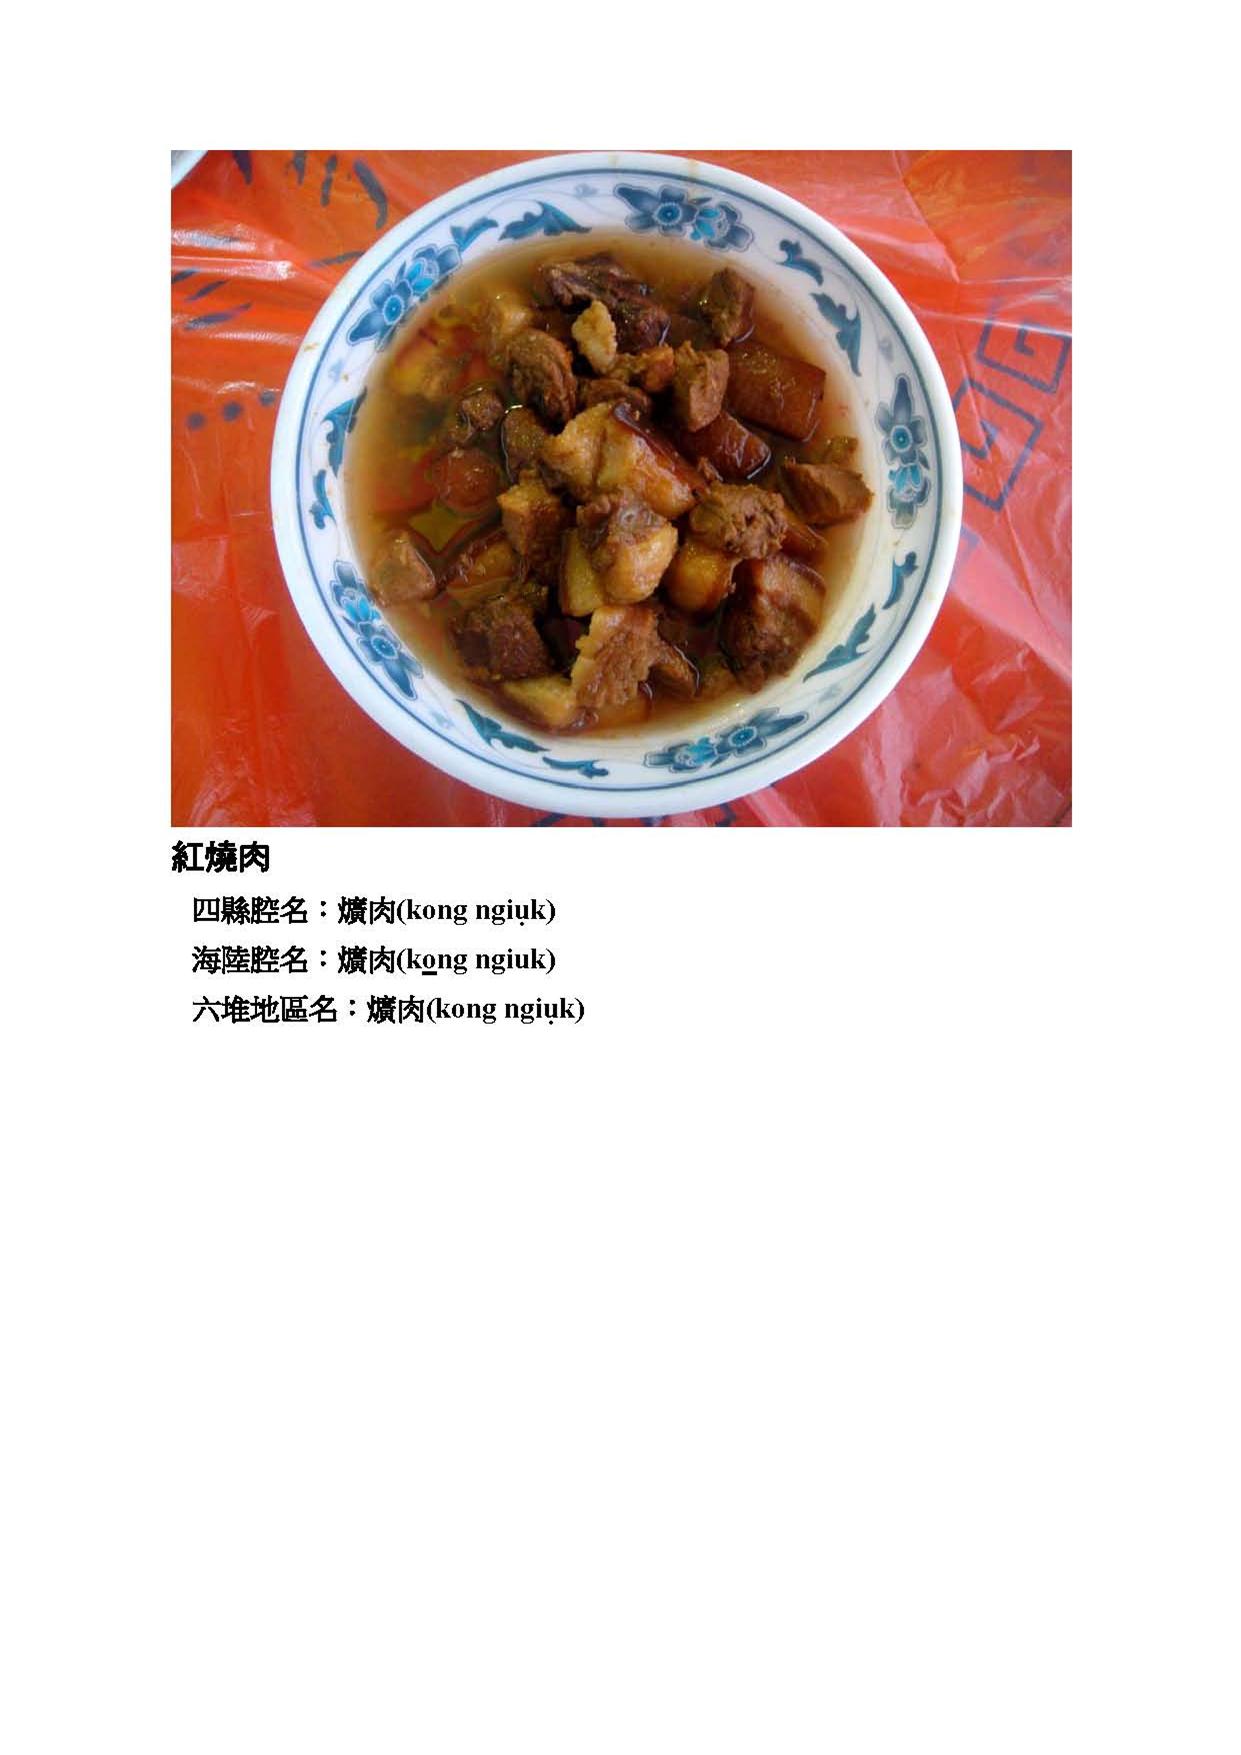 紅燒肉
四縣腔名：爌肉(kong ngiụk)
海陸腔名：爌肉(ko̲ng ngiuk)
六堆地區名：爌肉(kong ngiụk)